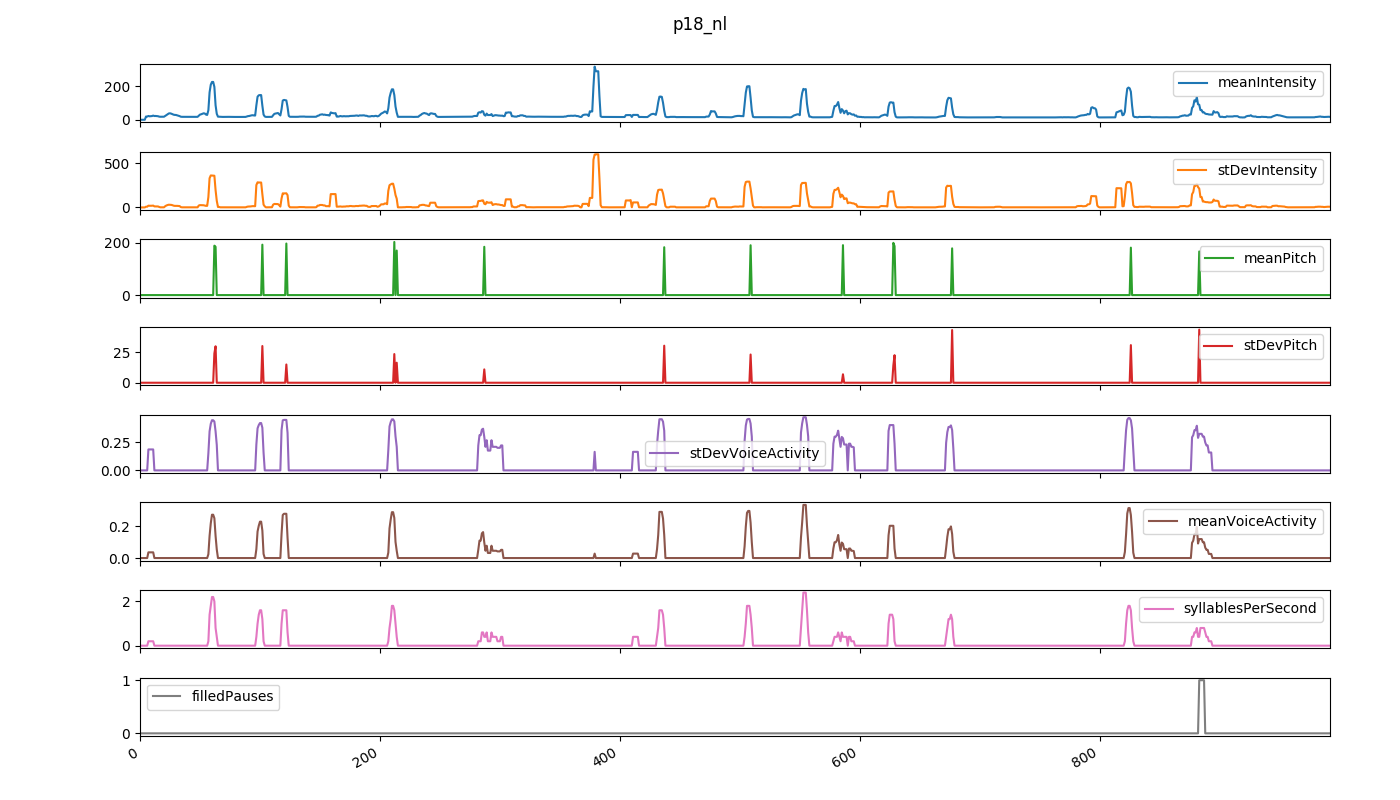 p18_nl
200
0
meanIntensity
500
0
stDevIntensity
200
0
meanPitch
25
0
stDevPitch
0.25
0.00
stDevVoiceActivity
0.2
0.0
meanVoiceActivity
2
0
syllablesPerSecond
1
0
filledPauses
0
200
400
600
800